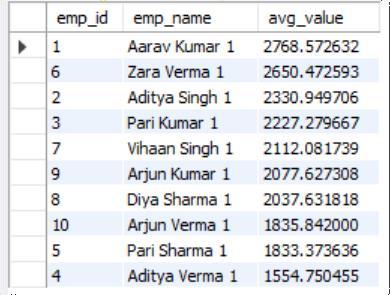 emp_id emp_name avg_value
1 Aarav Kumar 1 2768.572632
6 Zara Verma 1 2650.472593
2 Aditya Singh 1 2330.949706
3 Pari Kumar 1 2227.279667
7 Vihaan Singh 1 2112.081739
9 Arjun Kumar 1 2077.627308
8 Diya Sharma 1 2037.631818
10 Arjun Verma 1 1835.842000
5 Pari Sharma 1 1833.373636
4 Aditya Verma 1 1554.750455